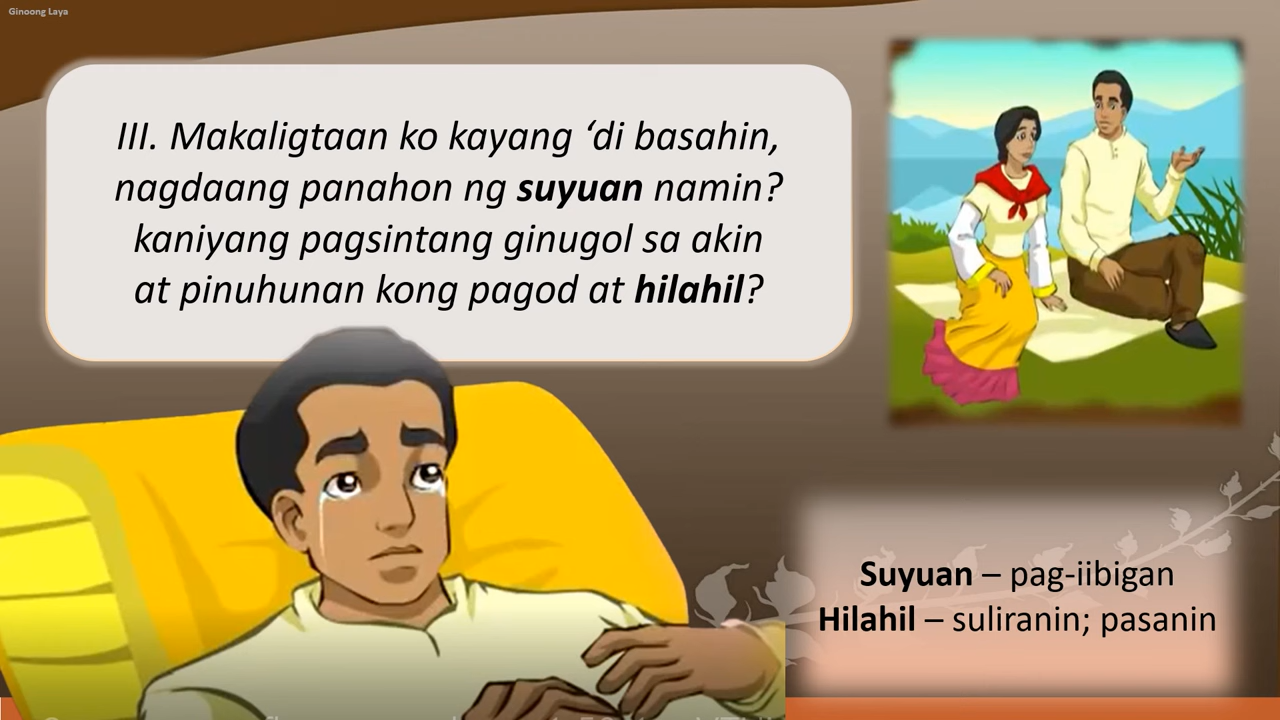 Ginoong Laya
III. Makaligtaan ko kayang ‘di basahin,
nagdaang panahon ng suyuan namin?
kaniyang pagsintang ginugol sa akin
at pinuhunan kong pagod at hilahil?
Suyuan – pag-iibigan
Hilahil – suliranin; pasanin